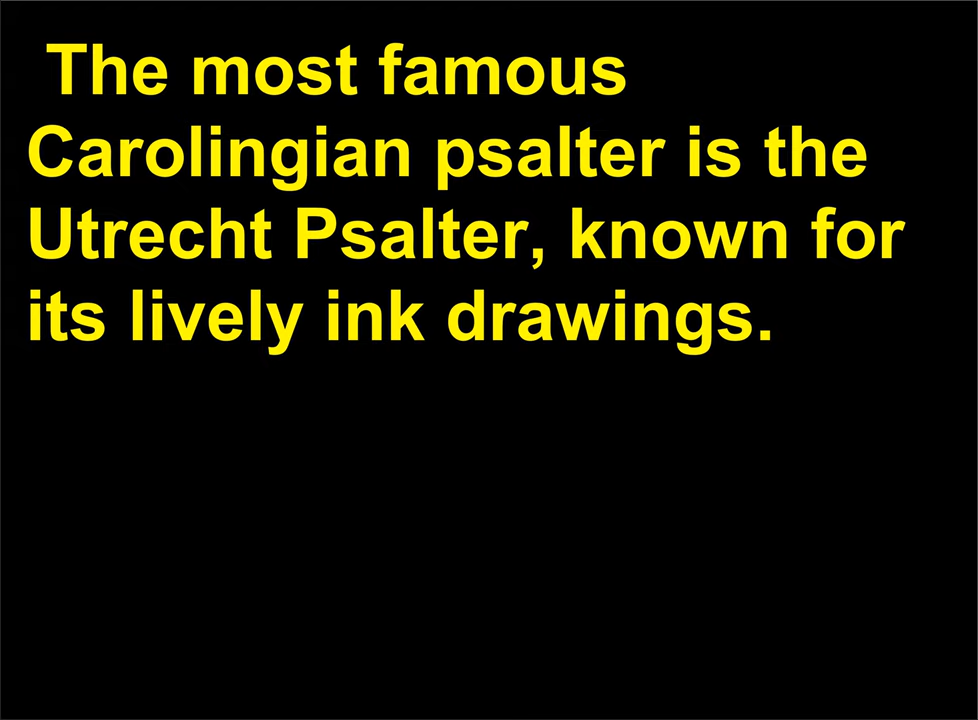 The most famous
Carolingian psalter is the
Utrecht Psalter, known for
its lively ink drawings.